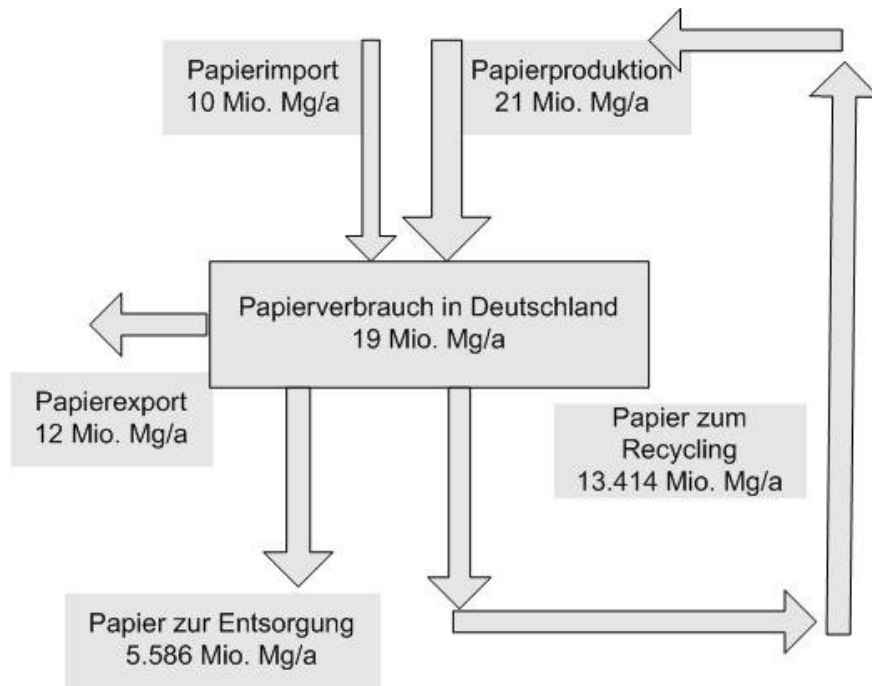 Papierimport
10 Mio. Mg/a
Papierproduktion
21 Mio. Mg/a
Papierverbrauch in Deutschland
19 Mio. Mg/a
Papierexport
12 Mio. Mg/a
Papier zum
Recycling
13.414 Mio. Mg/a
Papier zur Entsorgung
5.586 Mio. Mg/a